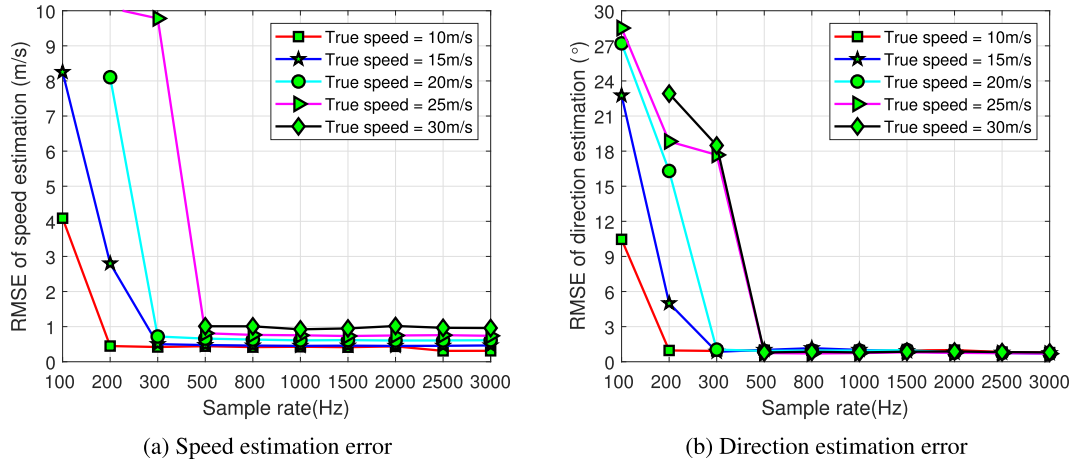 10
9
8
7
6
5
4
3
2
1
0
RMSE of speed estimation (m/s)
True speed = 10m/s
True speed = 15m/s
True speed = 20m/s
True speed = 25m/s
True speed = 30m/s
100 200 300 500 800 1000 1500 2000 2500 3000
Sample rate(Hz)
(a) Speed estimation error
30
27
24
21
18
15
12
9
6
3
0
RMSE of direction estimation (°)
True speed = 10m/s
True speed = 15m/s
True speed = 20m/s
True speed = 25m/s
True speed = 30m/s
100 200 300 500 800 1000 1500 2000 2500 3000
Sample rate(Hz)
(b) Direction estimation error